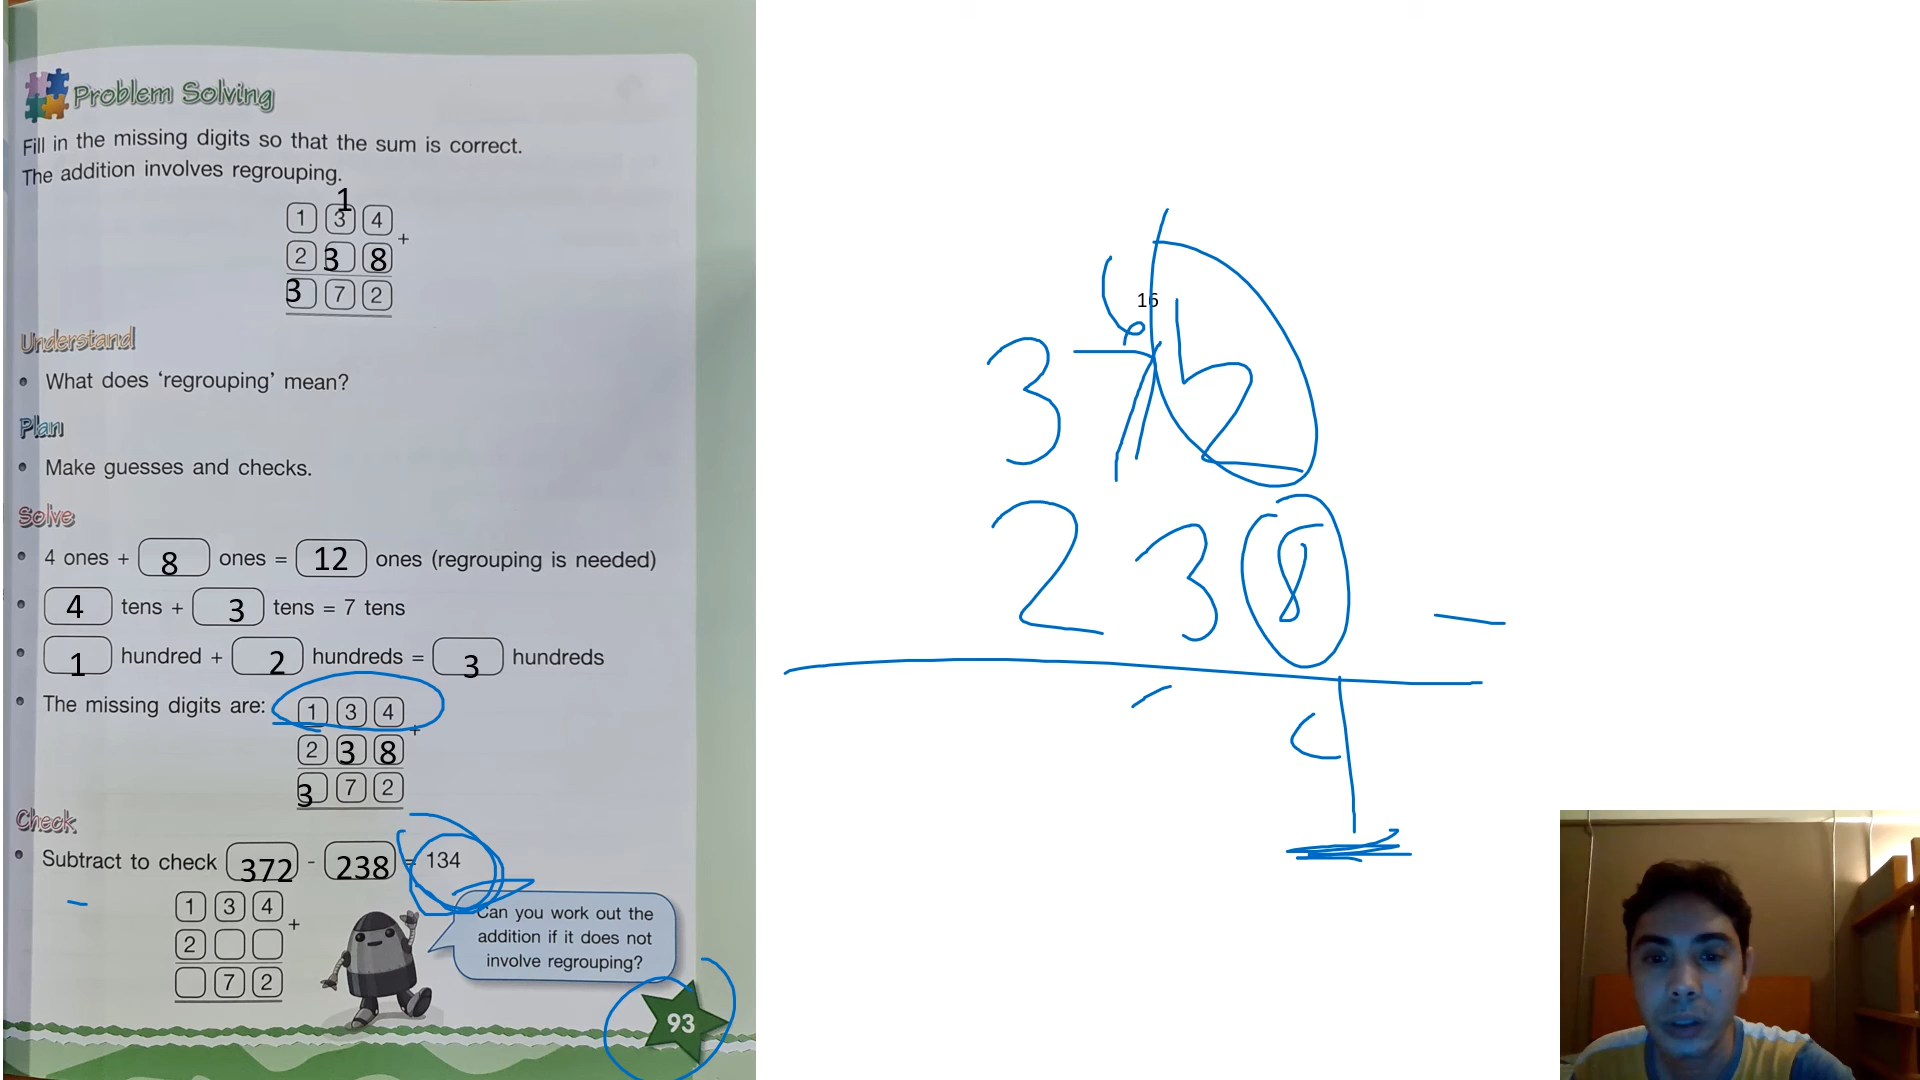 Problem Solving
Fill in the missing digits so that the sum is correct.
The addition involves regrouping.
1
1 3 4
+
2 3 8
3 7 2
Understand
• What does ‘regrouping’ mean?
Plan
• Make guesses and checks.
Solve
• 4 ones + 8 ones = 12 ones (regrouping is needed)
• 4 tens + 3 tens = 7 tens
• 1 hundred + 2 hundreds = 3 hundreds
• The missing digits are: 1 3 4
+
2 3 8
3 7 2
Check
• Subtract to check 372 - 238 = 134
1 3 4
+
2
7 2
Can you work out the
addition if it does not
involve regrouping?
93
16
3 7 2
2 3 8 –